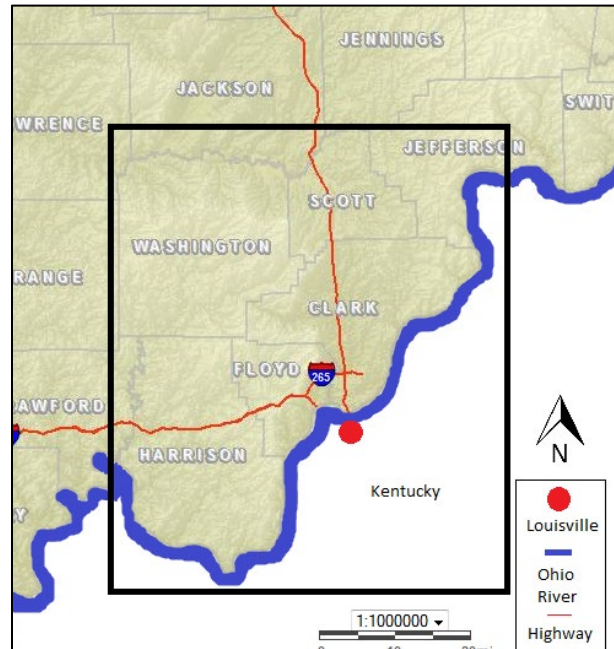 JENNINGS
JACKSON
SWIT
WRENCE
JEFFERSON
SCOTT
WASHINGTON
RANGE
CLARK
FLOYD
265
AWFORD
HARRISON
N
Kentucky
Louisville
Ohio
River
Highway
1:1000000